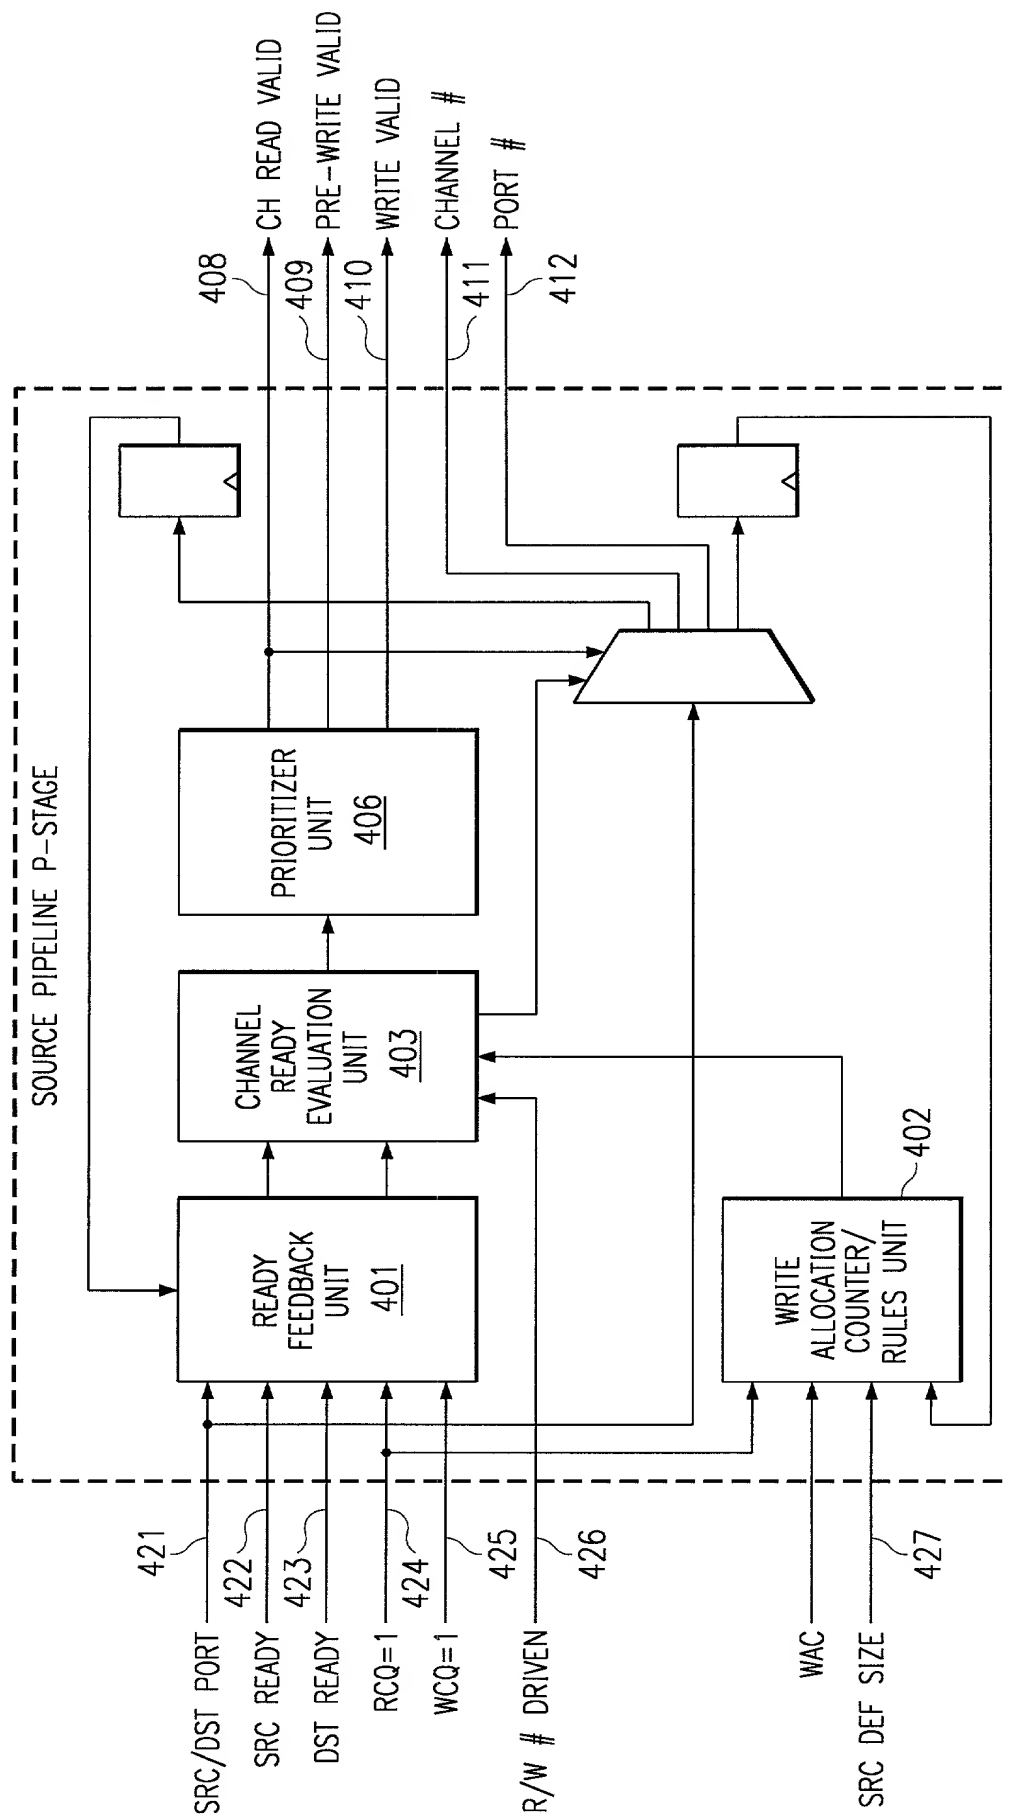 SOURCE PIPELINE P-STAGE
SRC/DST PORT
421
SRC READY
422
DST READY
423
RCQ=1
424
WCQ=1
425
R/W # DRIVEN
426
WAC
SRC DEF SIZE
427
READY
FEEDBACK
UNIT
401
CHANNEL
READY
EVALUATION
UNIT
403
PRIORITIZER
UNIT
406
WRITE
ALLOCATION
COUNTER/
RULES UNIT
402
408
CH READ VALID
409
PRE-WRITE VALID
410
WRITE VALID
411
CHANNEL #
412
PORT #